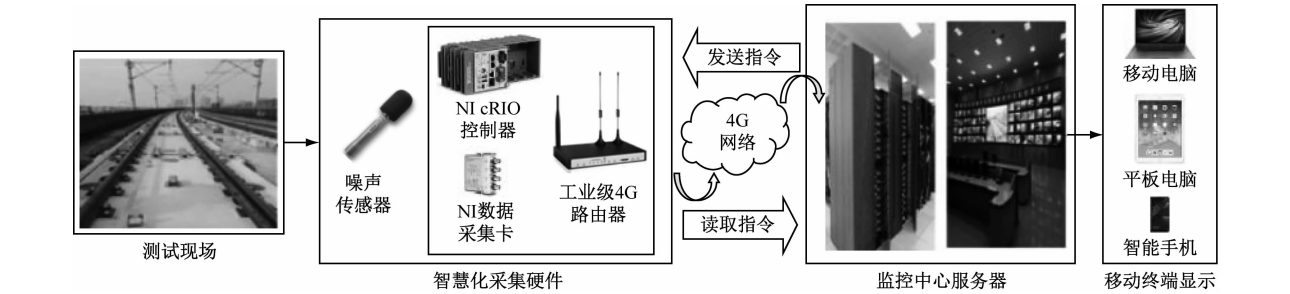 测试现场
噪声
传感器
NI cRIO
控制器
NI数据
采集卡
工业级4G
路由器
智慧化采集硬件
发送指令
4G
网络
读取指令
监控中心服务器
移动电脑
平板电脑
智能手机
移动终端显示